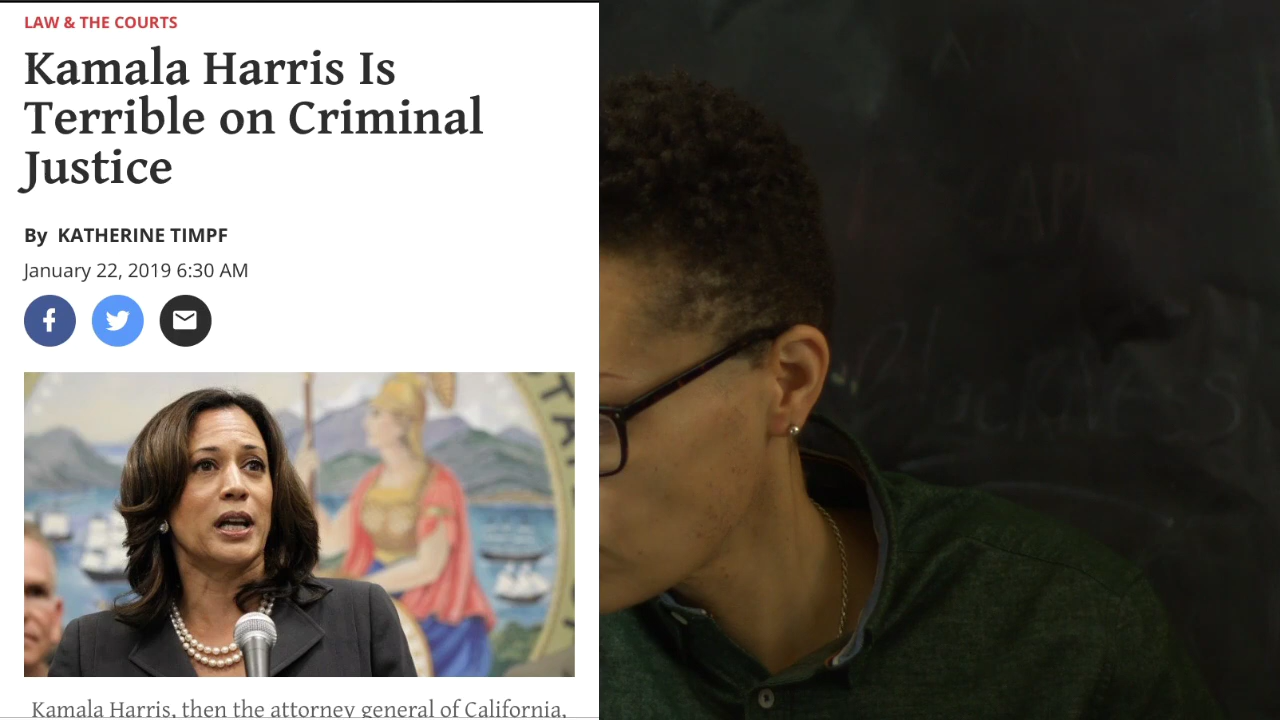 LAW & THE COURTS
Kamala Harris Is
Terrible on Criminal
Justice
By KATHERINE TIMPF
January 22, 2019 6:30 AM
STA
Kamala Harris, then the attorney general of California,